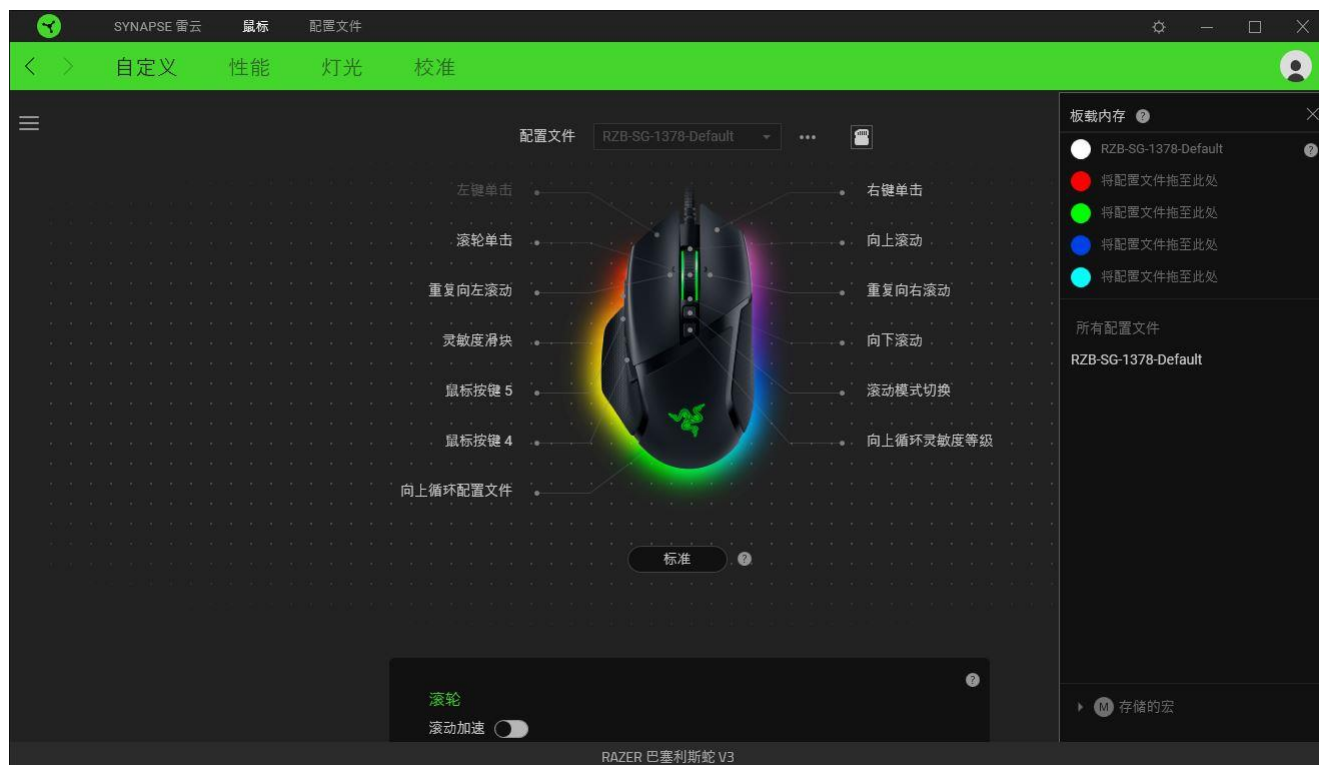 SYNAPSE 雷云 鼠标 配置文件
自定义 性能 灯光 校准
配置文件 RZB-SG-1378-Default
左键单击 右键单击
滚轮单击 向上滚动
重复向左滚动 重复向右滚动
灵敏度滑块 向下滚动
鼠标按键 5 滚动模式切换
鼠标按键 4 向上循环灵敏度等级
向上循环配置文件
标准 ?
?
滚轮
滚动加速
板载内存 ?
RZB-SG-1378-Default ?
将配置文件拖至此处
将配置文件拖至此处
将配置文件拖至此处
将配置文件拖至此处
所有配置文件
RZB-SG-1378-Default
M 存储的宏
RAZER 巴塞利斯蛇 V3